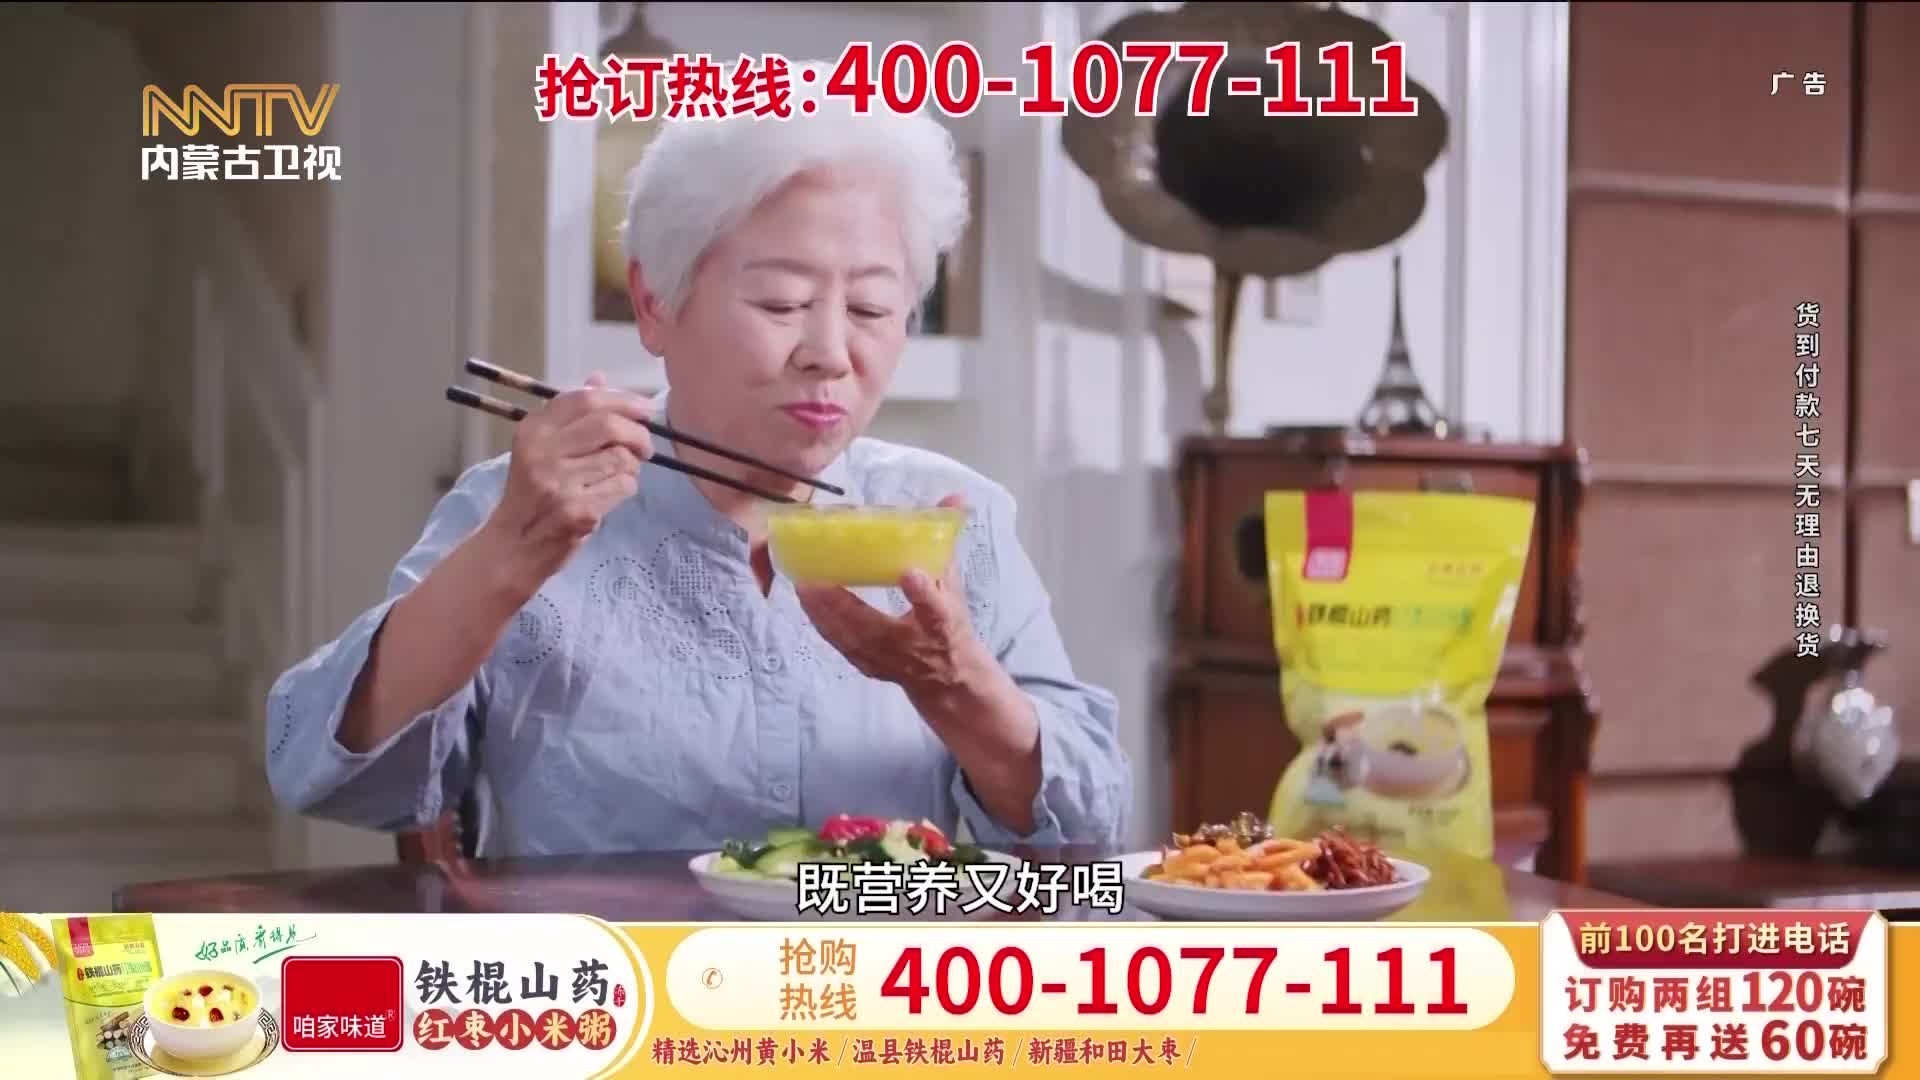 抢订热线:400-1077-111
NMTV
内蒙古卫视
广告
货到付款七天无理由退换货
铁棍山药
既营养又好喝
好品质 看得见
铁棍山药
咱家味道®
铁棍山药
冻干
红枣小米粥
抢购热线
400-1077-111
精选沁州黄小米/温县铁棍山药/新疆和田大枣/
前100名打进电话
订购两组120碗
免费再送60碗